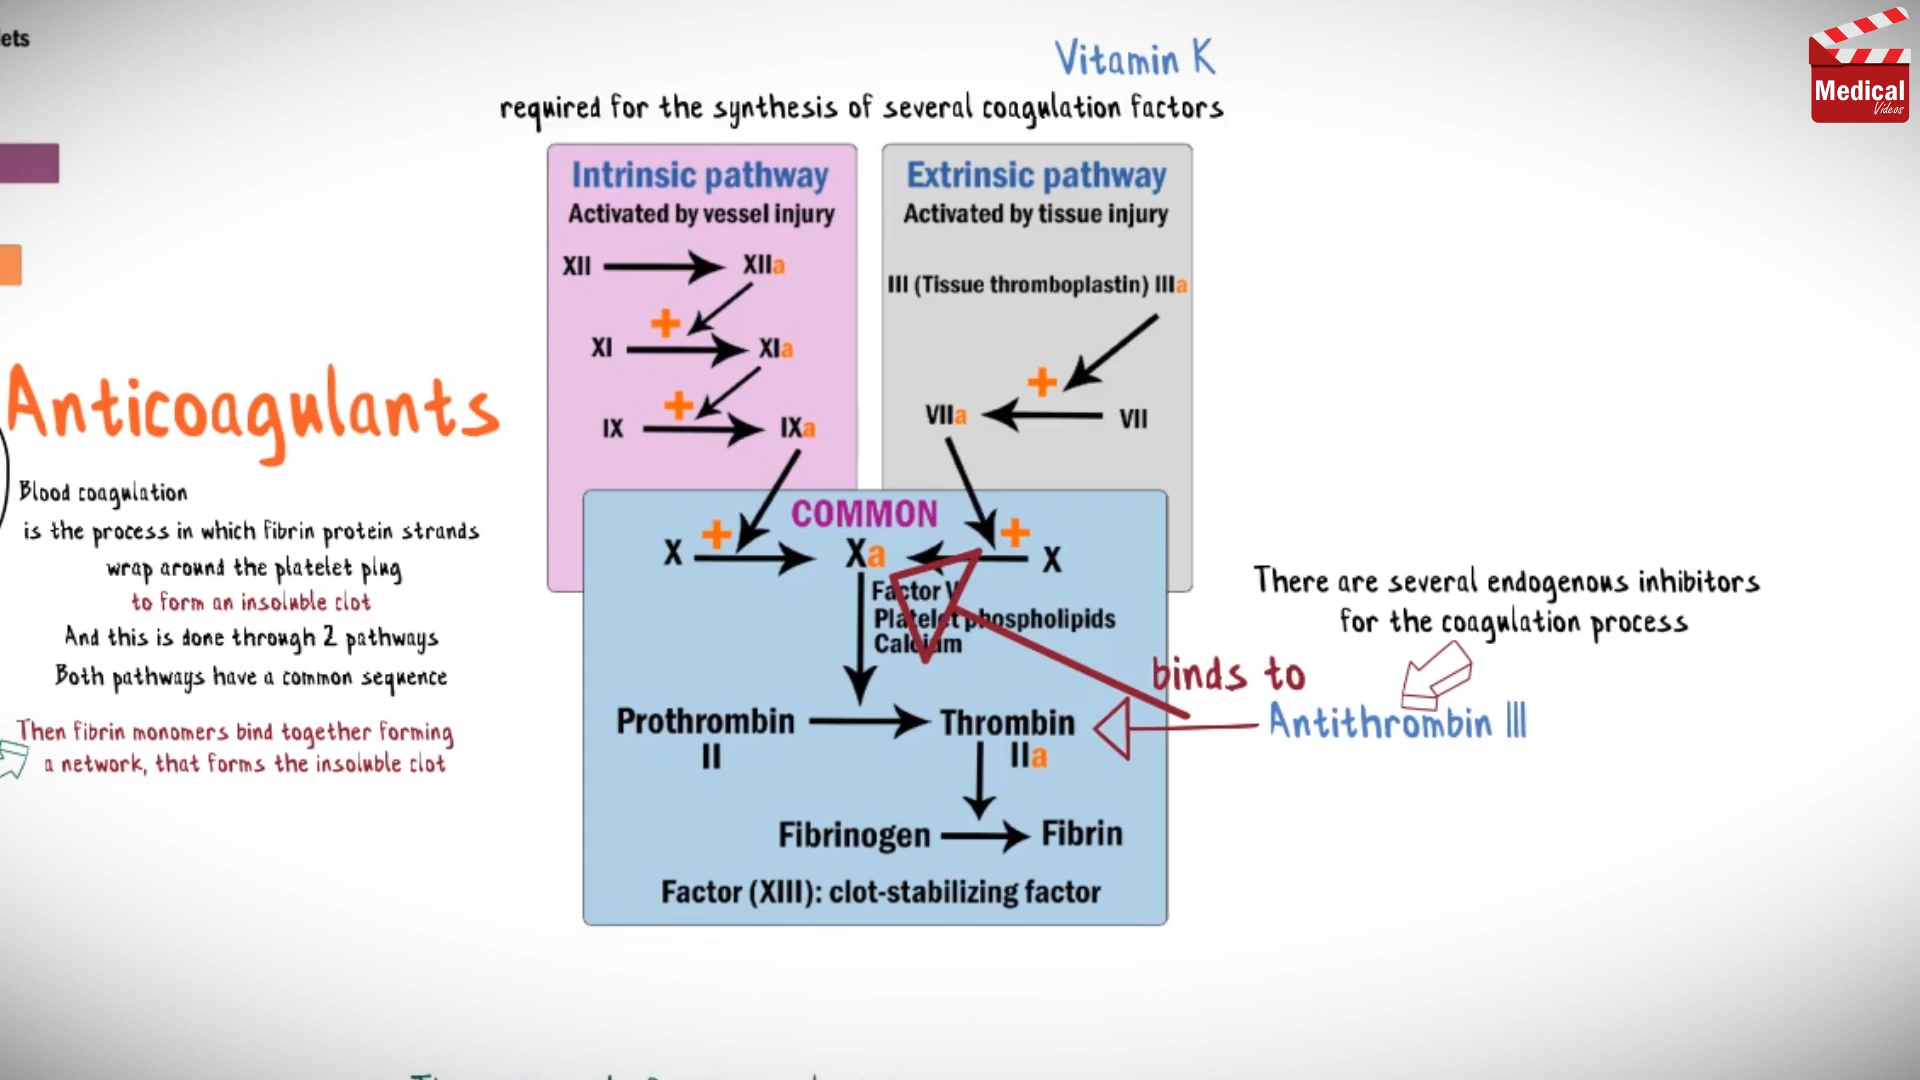 ets
Medical
Videos
Vitamin K
required for the synthesis of several coagulation factors
Intrinsic pathway
Activated by vessel injury
XII XIIa
+
XI XIa
+
IX IXa
Extrinsic pathway
Activated by tissue injury
III (Tissue thromboplastin) IIIa
+
VIIa VII
COMMON
+ +
X Xa X
Factor V
Platelet phospholipids
Calcium
Prothrombin Thrombin
II IIa
Fibrinogen Fibrin
Factor (XIII): clot-stabilizing factor
Anticoagulants
Blood coagulation
is the process in which fibrin protein strands
wrap around the platelet plug
to form an insoluble clot
And this is done through 2 pathways
Both pathways have a common sequence
Then fibrin monomers bind together forming
a network, that forms the insoluble clot
There are several endogenous inhibitors
for the coagulation process
binds to
Antithrombin III